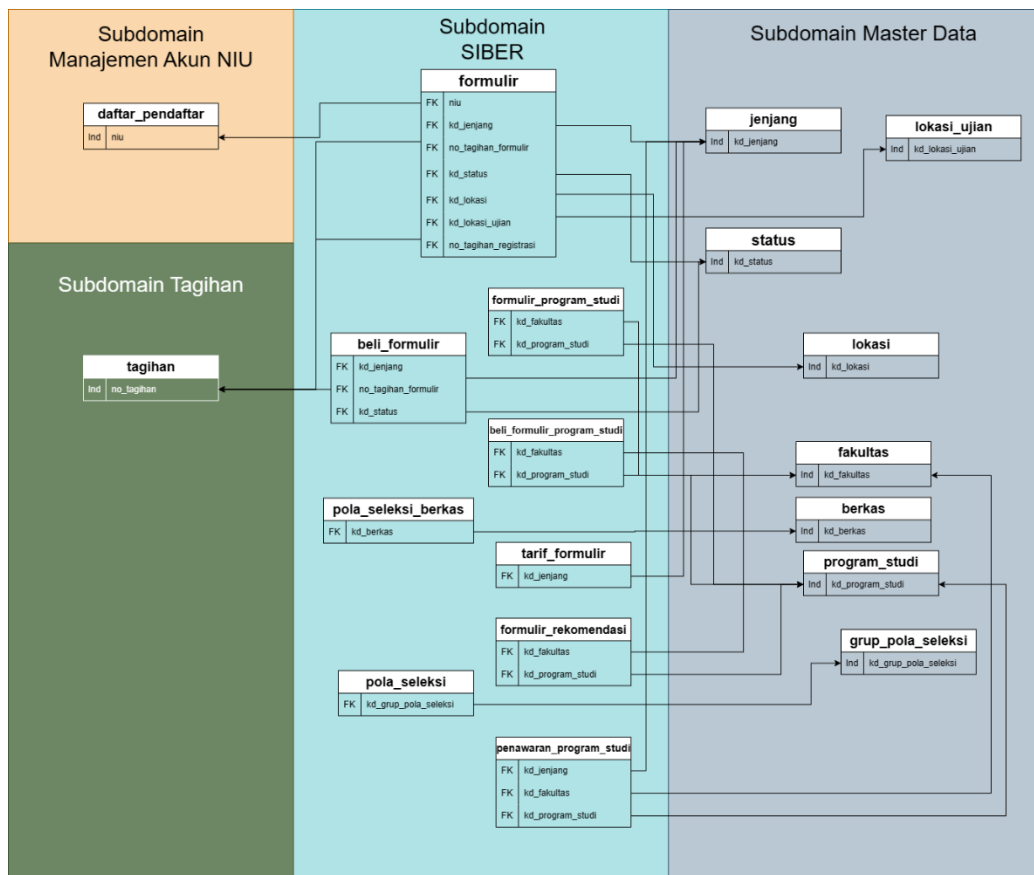 Subdomain
Manajemen Akun NIU
daftar_pendaftar
Ind niu
Subdomain Tagihan
tagihan
Ind no_tagihan
Subdomain
SIBER
formulir
FK niu
FK kd_jenjang
FK no_tagihan_formulir
FK kd_status
FK kd_lokasi
FK kd_lokasi_ujian
FK no_tagihan_registrasi
formulir_program_studi
FK kd_fakultas
FK kd_program_studi
beli_formulir
FK kd_jenjang
FK no_tagihan_formulir
FK kd_status
beli_formulir_program_studi
FK kd_fakultas
FK kd_program_studi
pola_seleksi_berkas
FK kd_berkas
tarif_formulir
FK kd_jenjang
formulir_rekomendasi
FK kd_fakultas
FK kd_program_studi
pola_seleksi
FK kd_grup_pola_seleksi
penawaran_program_studi
FK kd_jenjang
FK kd_fakultas
FK kd_program_studi
Subdomain Master Data
jenjang
Ind kd_jenjang
lokasi_ujian
Ind kd_lokasi_ujian
status
Ind kd_status
lokasi
Ind kd_lokasi
fakultas
Ind kd_fakultas
berkas
Ind kd_berkas
program_studi
Ind kd_program_studi
grup_pola_seleksi
Ind kd_grup_pola_seleksi